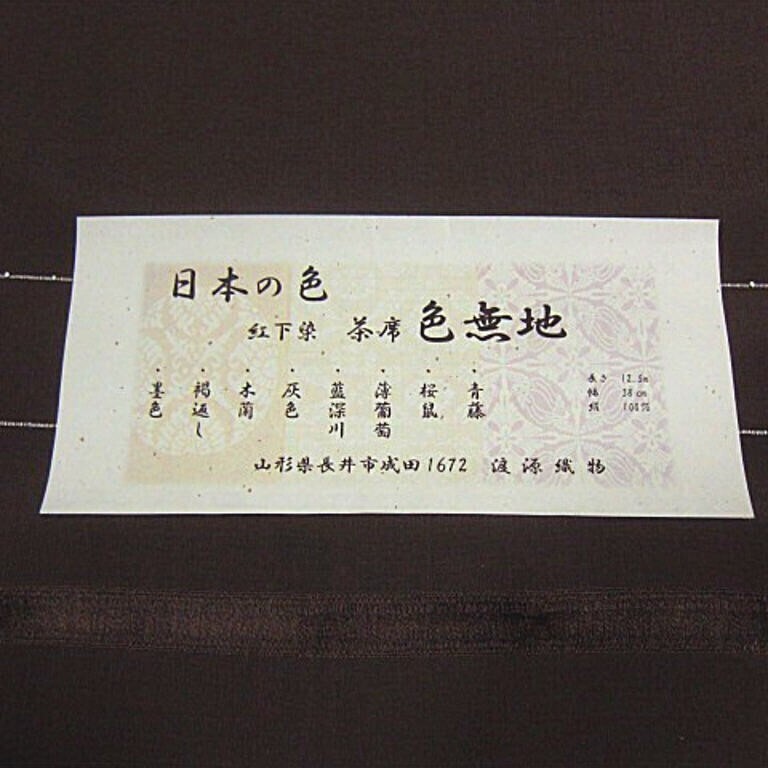 日本の色
紅下染 茶席 色無地
・青藤
・桜鼠
・薄葡萄
・藍深川
・灰色
・木蘭
・褐返し
・墨色
長さ 12.5m
幅 38cm
絹 100%
山形県長井市成田1672 渡源織物